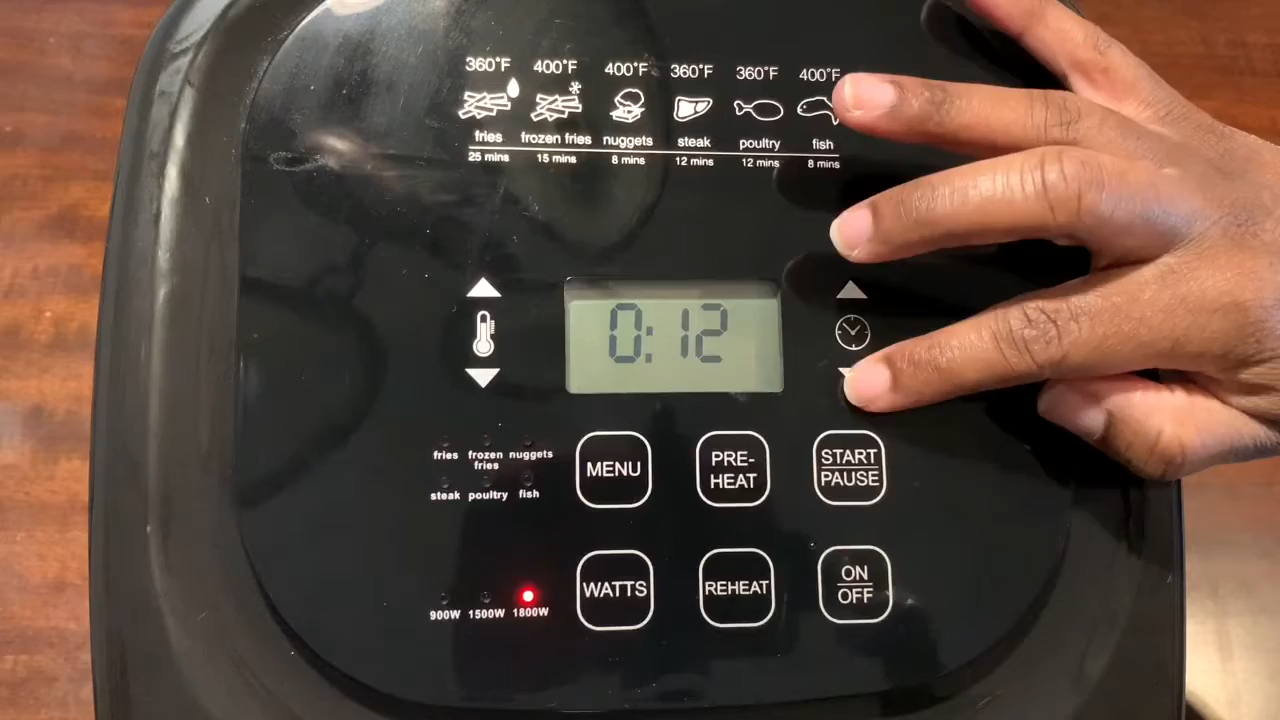 360°F 400°F 400°F 360°F 360°F 400°F
fries frozen fries nuggets steak poultry fish
25 mins 15 mins 8 mins 12 mins 12 mins 8 mins
0:12
fries frozen fries nuggets
steak poultry fish
MENU
PRE-
HEAT
START
PAUSE
900W 1500W 1800W
WATTS
REHEAT
ON
OFF